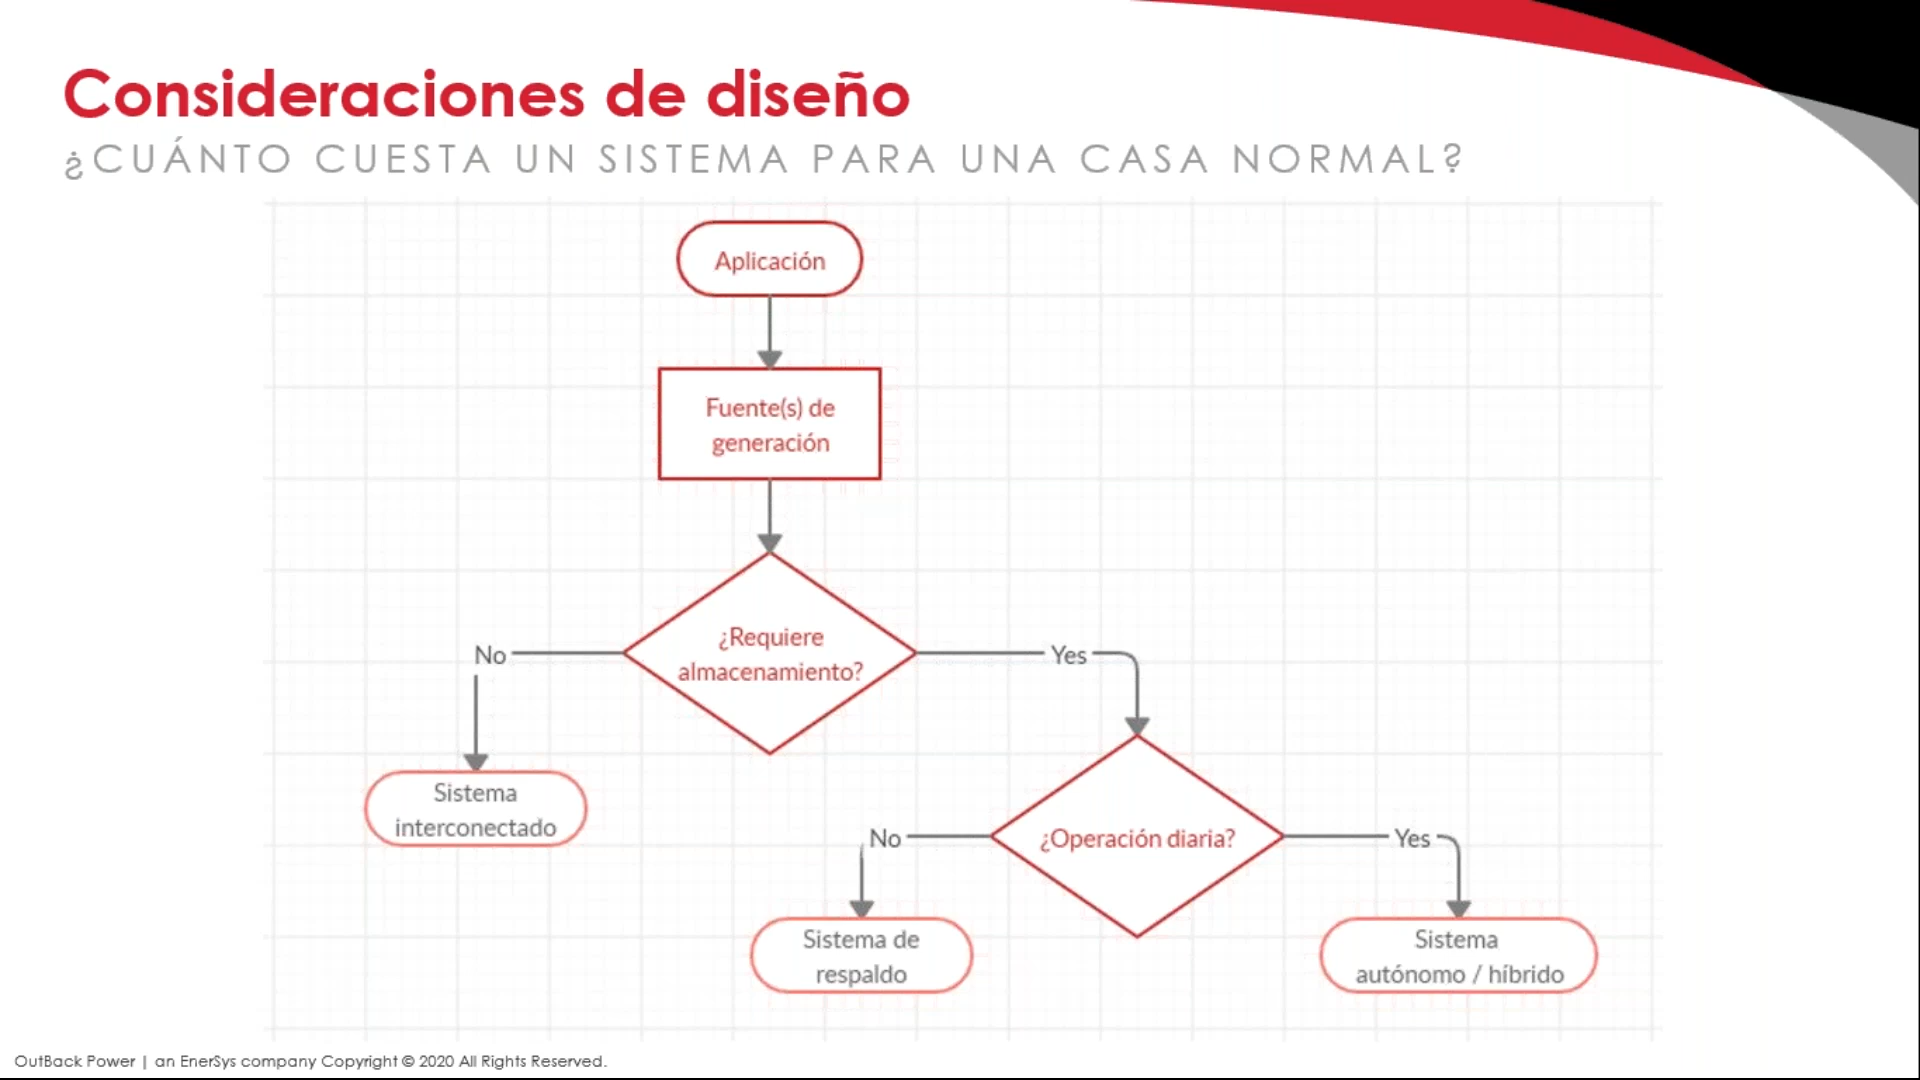 Consideraciones de diseño
¿CUÁNTO CUESTA UN SISTEMA PARA UNA CASA NORMAL?
Aplicación
Fuente(s) de
generación
¿Requiere
almacenamiento?
No
Yes
Sistema
interconectado
¿Operación diaria?
No
Yes
Sistema de
respaldo
Sistema
autónomo / híbrido
OutBack Power | an EnerSys company Copyright © 2020 All Rights Reserved.